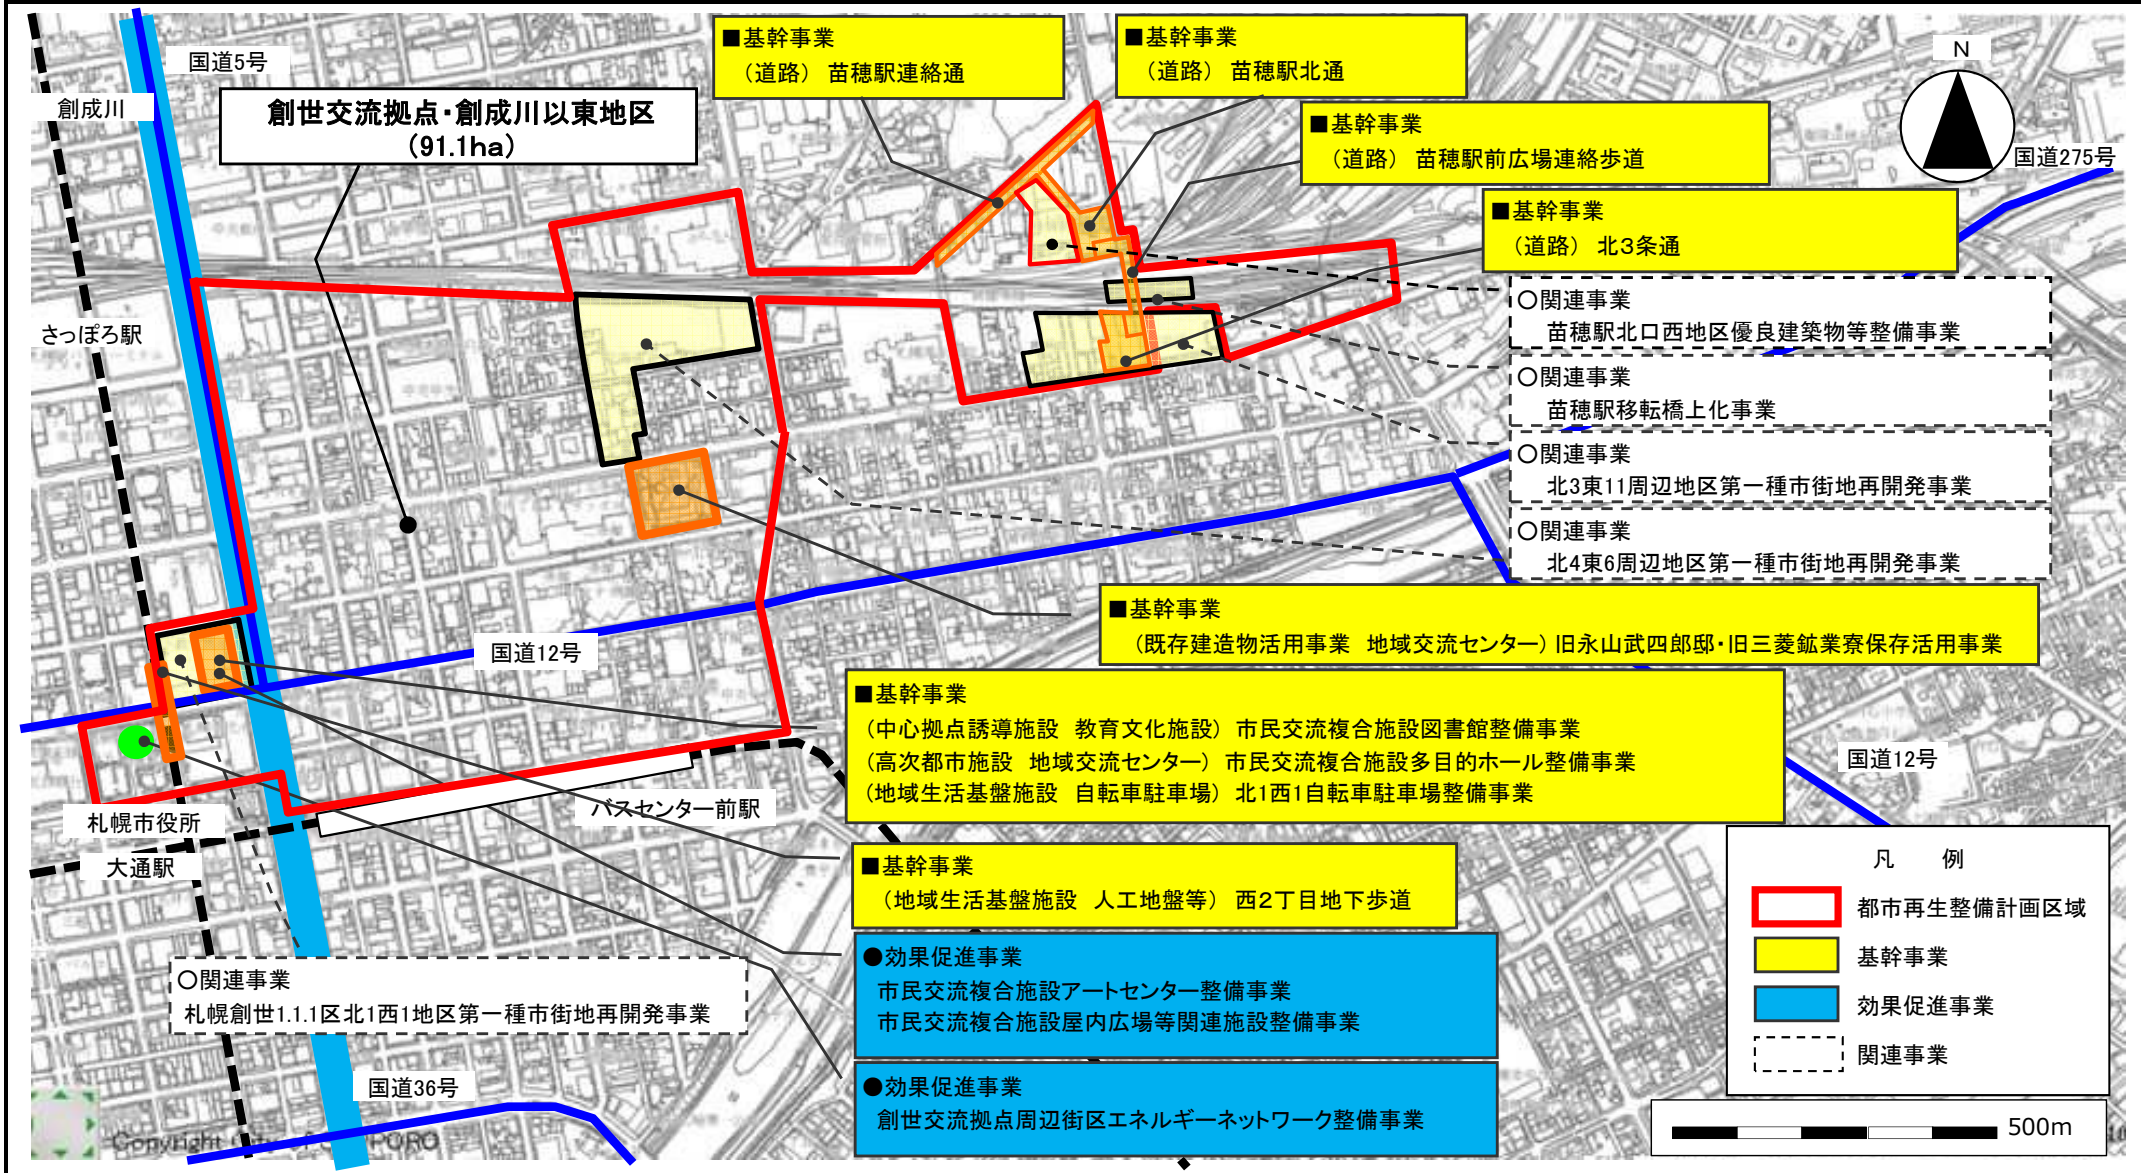 国道5号
創成川
創世交流拠点・創成川以東地区
(91.1ha)
■基幹事業
(道路) 苗穂駅連絡通
■基幹事業
(道路) 苗穂駅北通
■基幹事業
(道路) 苗穂駅前広場連絡歩道
■基幹事業
(道路) 北3条通
N
国道275号
さっぽろ駅
○関連事業
苗穂駅北口西地区優良建築物等整備事業
○関連事業
苗穂駅移転橋上化事業
○関連事業
北3東11周辺地区第一種市街地再開発事業
○関連事業
北4東6周辺地区第一種市街地再開発事業
■基幹事業
(既存建造物活用事業 地域交流センター)旧永山武四郎邸・旧三菱鉱業寮保存活用事業
国道12号
■基幹事業
(中心拠点誘導施設 教育文化施設) 市民交流複合施設図書館整備事業
(高次都市施設 地域交流センター) 市民交流複合施設多目的ホール整備事業
(地域生活基盤施設 自転車駐車場) 北1西1自転車駐車場整備事業
国道12号
札幌市役所
バスセンター前駅
大通駅
■基幹事業
(地域生活基盤施設 人工地盤等) 西2丁目地下歩道
●効果促進事業
市民交流複合施設アートセンター整備事業
市民交流複合施設屋内広場等関連施設整備事業
○関連事業
札幌創世1.1.1区北1西1地区第一種市街地再開発事業
●効果促進事業
創世交流拠点周辺街区エネルギーネットワーク整備事業
国道36号
凡 例
都市再生整備計画区域
基幹事業
効果促進事業
関連事業
500m